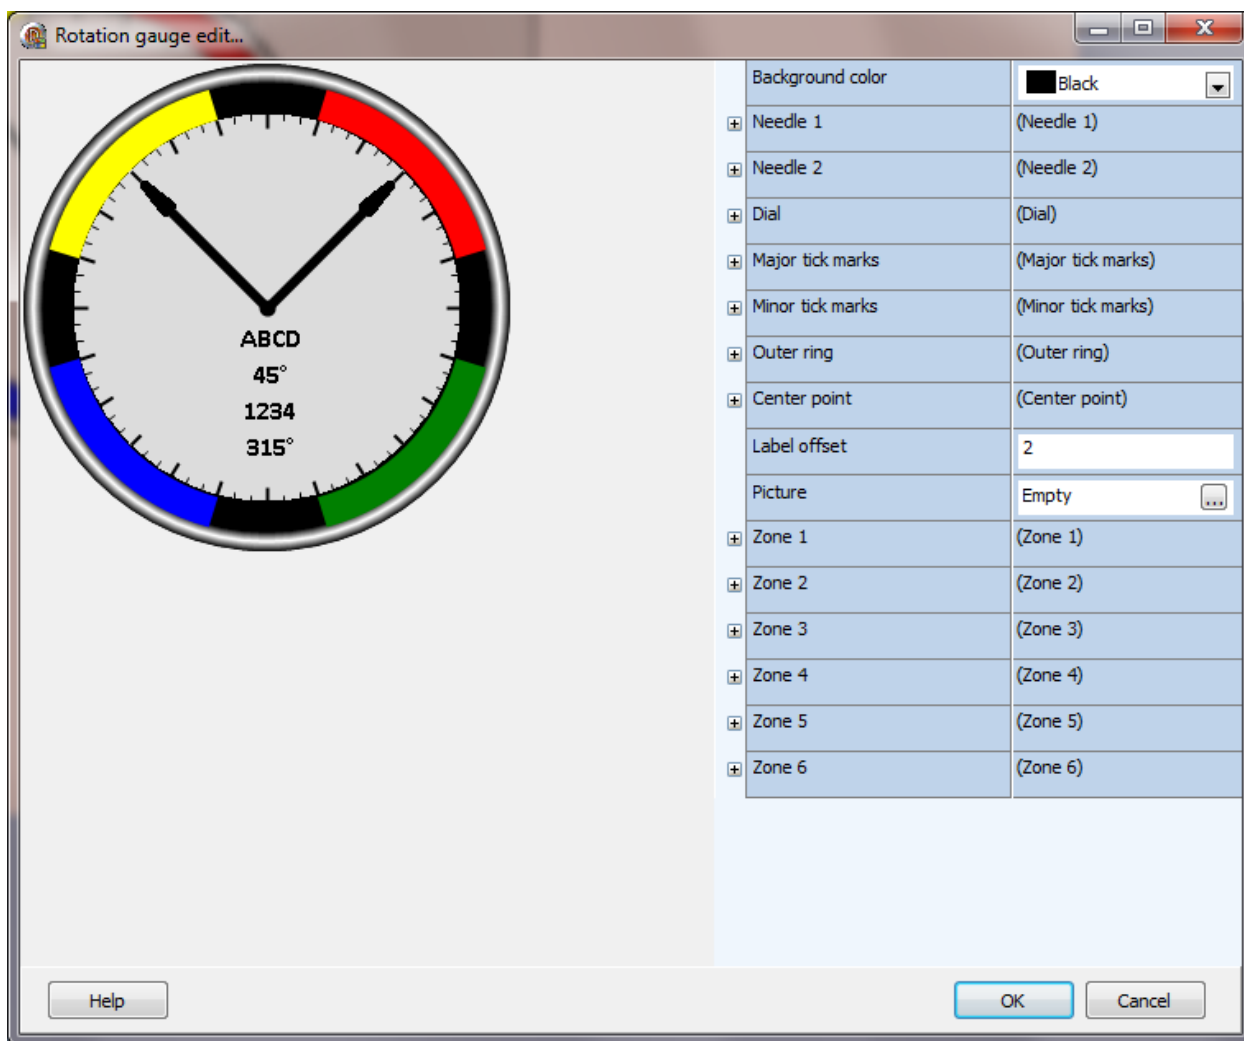 Rotation gauge edit...
ABCD
45°
1234
315°
Background color Black
Needle 1 (Needle 1)
Needle 2 (Needle 2)
Dial (Dial)
Major tick marks (Major tick marks)
Minor tick marks (Minor tick marks)
Outer ring (Outer ring)
Center point (Center point)
Label offset 2
Picture Empty ...
Zone 1 (Zone 1)
Zone 2 (Zone 2)
Zone 3 (Zone 3)
Zone 4 (Zone 4)
Zone 5 (Zone 5)
Zone 6 (Zone 6)
Help OK Cancel